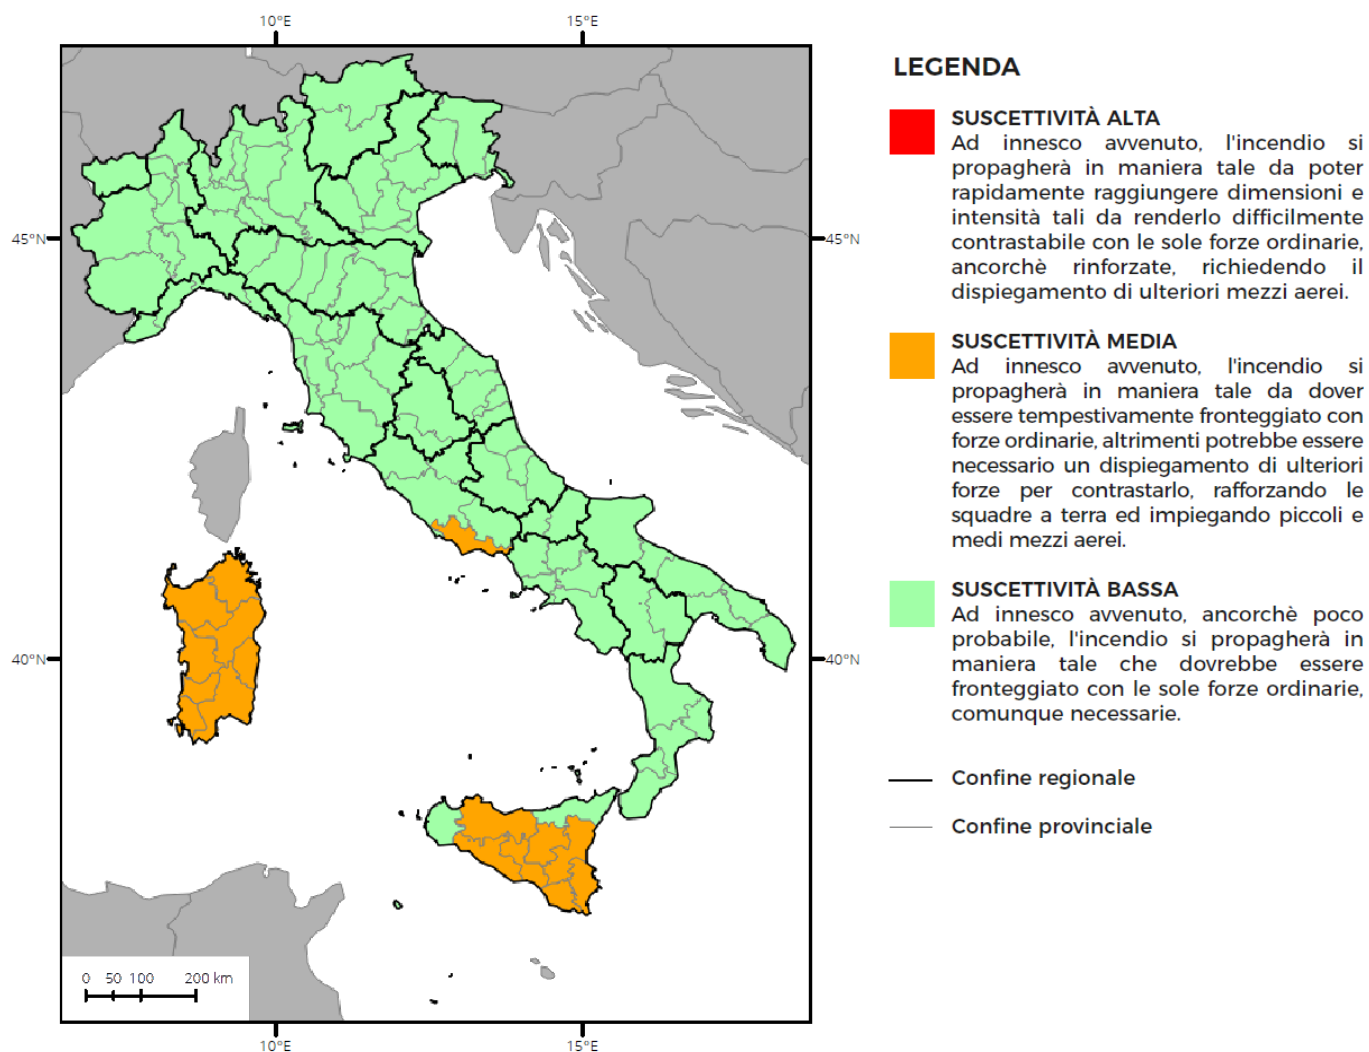 10°E 15°E
LEGENDA
SUSCETTIVITÀ ALTA
Ad innesco avvenuto, l'incendio si
propagherà in maniera tale da poter
rapidamente raggiungere dimensioni e
intensità tali da renderlo difficilmente
contrastabile con le sole forze ordinarie,
ancorchè rinforzate, richiedendo il
dispiegamento di ulteriori mezzi aerei.
45°N 45°N
SUSCETTIVITÀ MEDIA
Ad innesco avvenuto, l'incendio si
propagherà in maniera tale da dover
essere tempestivamente fronteggiato con
forze ordinarie, altrimenti potrebbe essere
necessario un dispiegamento di ulteriori
forze per contrastarlo, rafforzando le
squadre a terra ed impiegando piccoli e
medi mezzi aerei.
SUSCETTIVITÀ BASSA
Ad innesco avvenuto, ancorchè poco
probabile, l'incendio si propagherà in
maniera tale che dovrebbe essere
fronteggiato con le sole forze ordinarie,
comunque necessarie.
40°N 40°N
Confine regionale
Confine provinciale
0 50 100 200 km
10°E 15°E